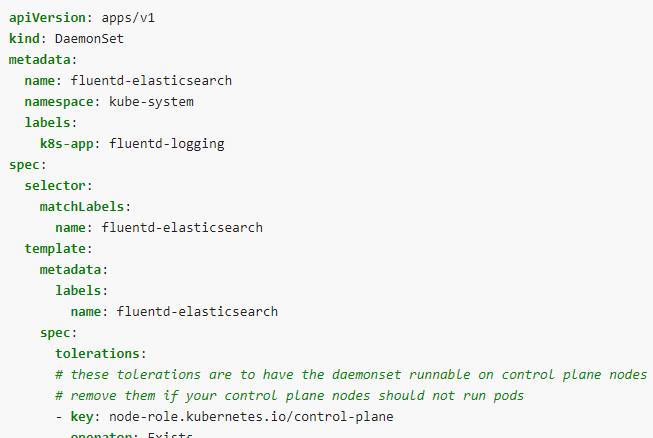 apiVersion: apps/v1
kind: DaemonSet
metadata:
  name: fluentd-elasticsearch
  namespace: kube-system
  labels:
    k8s-app: fluentd-logging
spec:
  selector:
    matchLabels:
      name: fluentd-elasticsearch
  template:
    metadata:
      labels:
        name: fluentd-elasticsearch
    spec:
      tolerations:
      # these tolerations are to have the daemonset runnable on control plane nodes
      # remove them if your control plane nodes should not run pods
      - key: node-role.kubernetes.io/control-plane
        operator: Exists